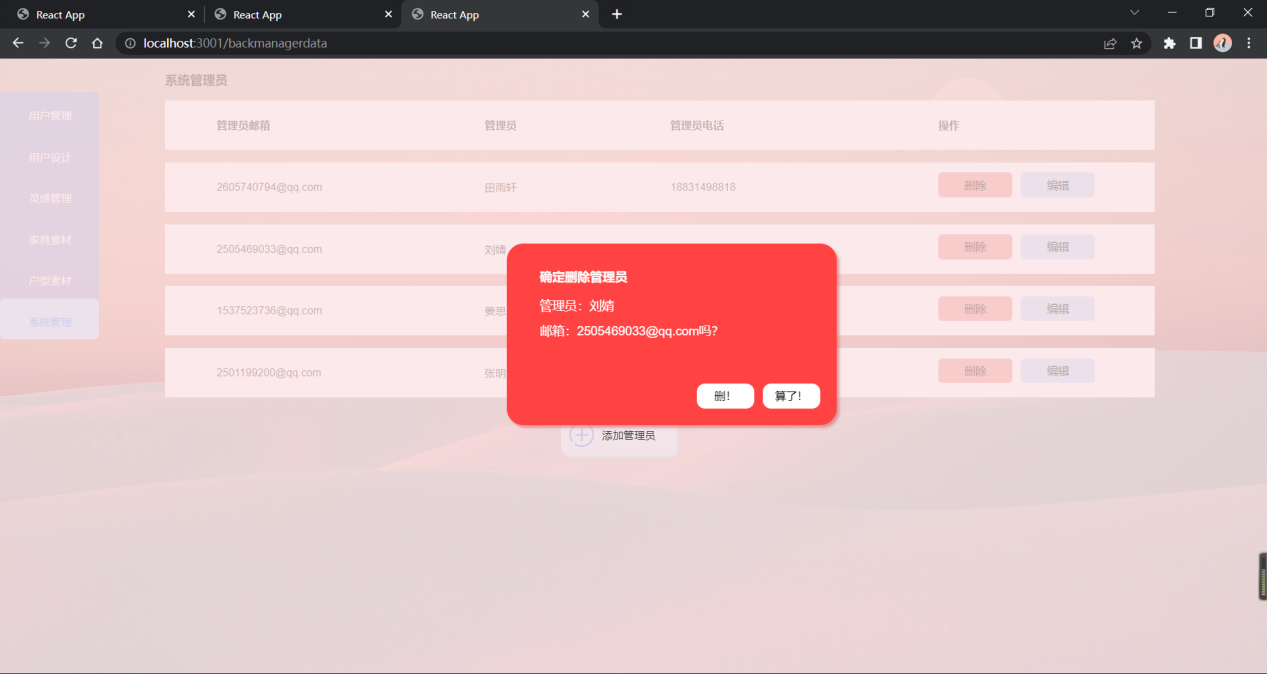 React App
React App
React App
localhost:3001/backmanagerdata
系统管理员
用户管理
用户设计
灵感管理
家具素材
户型素材
系统管理
管理员邮箱 管理员 管理员电话 操作
2605740794@qq.com 田雨轩 18831498818 删除 编辑
2505469033@qq.com 刘婧 删除 编辑
1537523736@qq.com 姜思 删除 编辑
2501199200@qq.com 张明 删除 编辑
确定删除管理员
管理员：刘婧
邮箱：2505469033@qq.com吗?
删！ 算了！
添加管理员